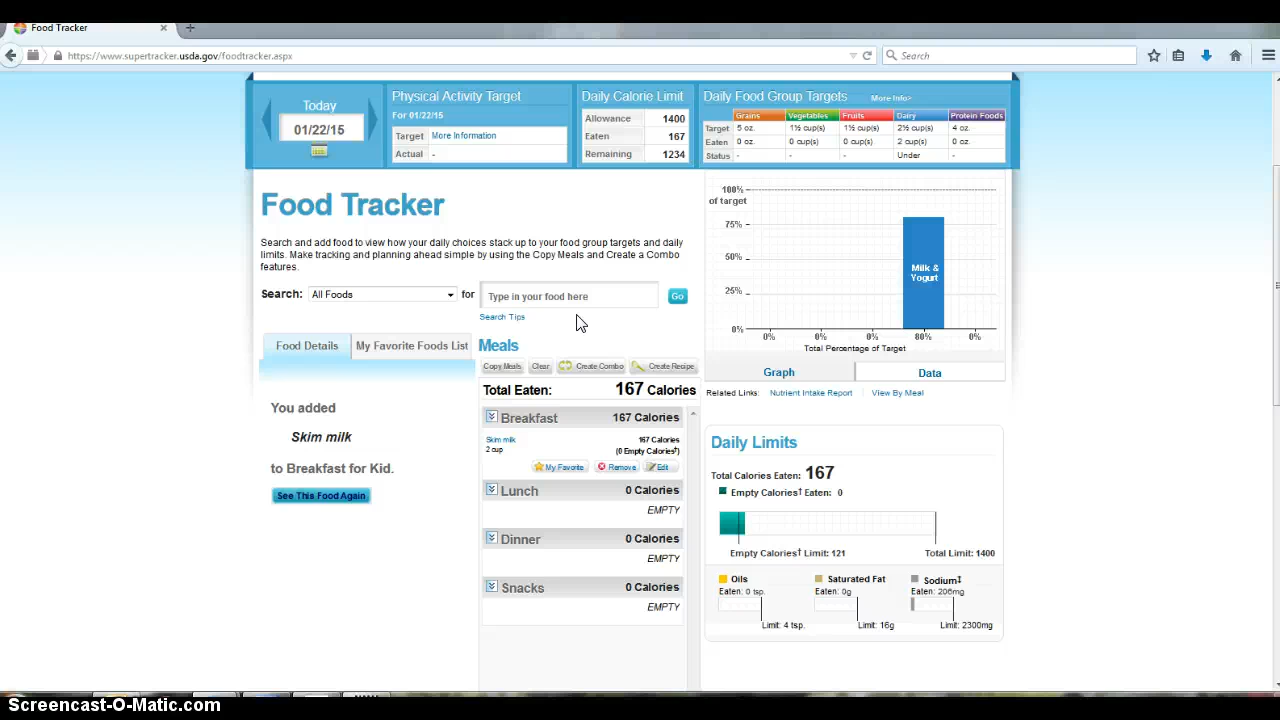 Food Tracker
https://www.supertracker.usda.gov/foodtracker.aspx
Search
Today
01/22/15
Physical Activity Target
For 01/22/15
Target More Information
Actual -
Daily Calorie Limit
Allowance 1400
Eaten 167
Remaining 1234
Daily Food Group Targets More Info>
Grains Vegetables Fruits Dairy Protein Foods
Target 5 oz. 1½ cup(s) 1½ cup(s) 2½ cup(s) 4 oz.
Eaten 0 oz. 0 cup(s) 0 cup(s) 2 cup(s) 0 oz.
Status - - - Under -
Food Tracker
Search and add food to view how your daily choices stack up to your food group targets and daily
limits. Make tracking and planning ahead simple by using the Copy Meals and Create a Combo
features.
Search: All Foods for Type in your food here Go
Search Tips
Food Details My Favorite Foods List
You added
Skim milk
to Breakfast for Kid.
See This Food Again
Meals
Copy Meals Clear Create Combo Create Recipe
Total Eaten: 167 Calories
Breakfast 167 Calories
Skim milk 167 Calories
2 cup (0 Empty Calories†)
My Favorite Remove Edit
Lunch 0 Calories
EMPTY
Dinner 0 Calories
EMPTY
Snacks 0 Calories
EMPTY
100%
of target
75%
50%
25%
0%
Milk &
Yogurt
0% 0% 0% 80% 0%
Total Percentage of Target
Graph Data
Related Links: Nutrient Intake Report View By Meal
Daily Limits
Total Calories Eaten: 167
Empty Calories† Eaten: 0
Empty Calories† Limit: 121 Total Limit: 1400
Oils Saturated Fat Sodium‡
Eaten: 0 tsp. Eaten: 0g Eaten: 206mg
Limit: 4 tsp. Limit: 16g Limit: 2300mg
Screencast-O-Matic.com